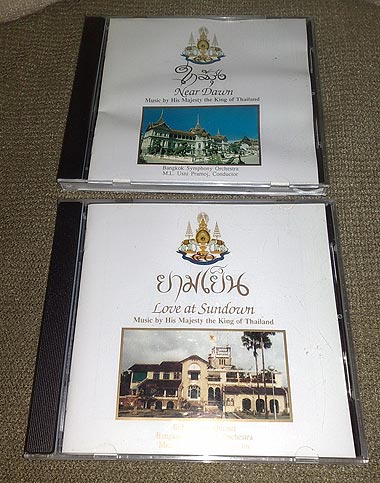 ใกล้รุ่ง
Near Dawn
Music by His Majesty the King of Thailand
Bangkok Symphony Orchestra
M.L. Usni Pramoj, Conductor
ยามเย็น
Love at Sundown
Music by His Majesty the King of Thailand